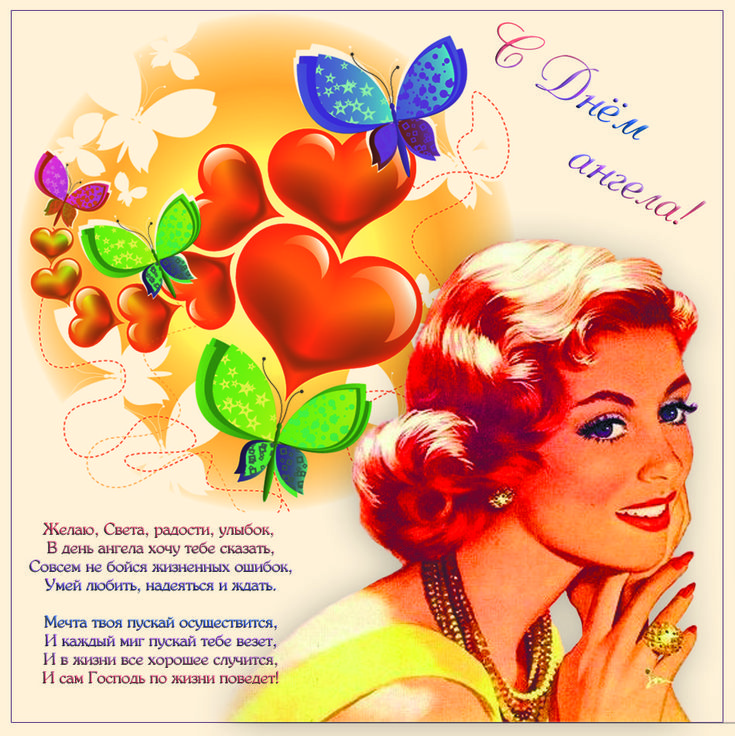 С Днём
ангела!
Желаю, Света, радости, улыбок,
В день ангела хочу тебе сказать,
Совсем не бойся жизненных ошибок,
Умей любить, надеяться и ждать.
Мечта твоя пускай осуществится,
И каждый миг пускай тебе везет,
И в жизни все хорошее случится,
И сам Господь по жизни поведет!